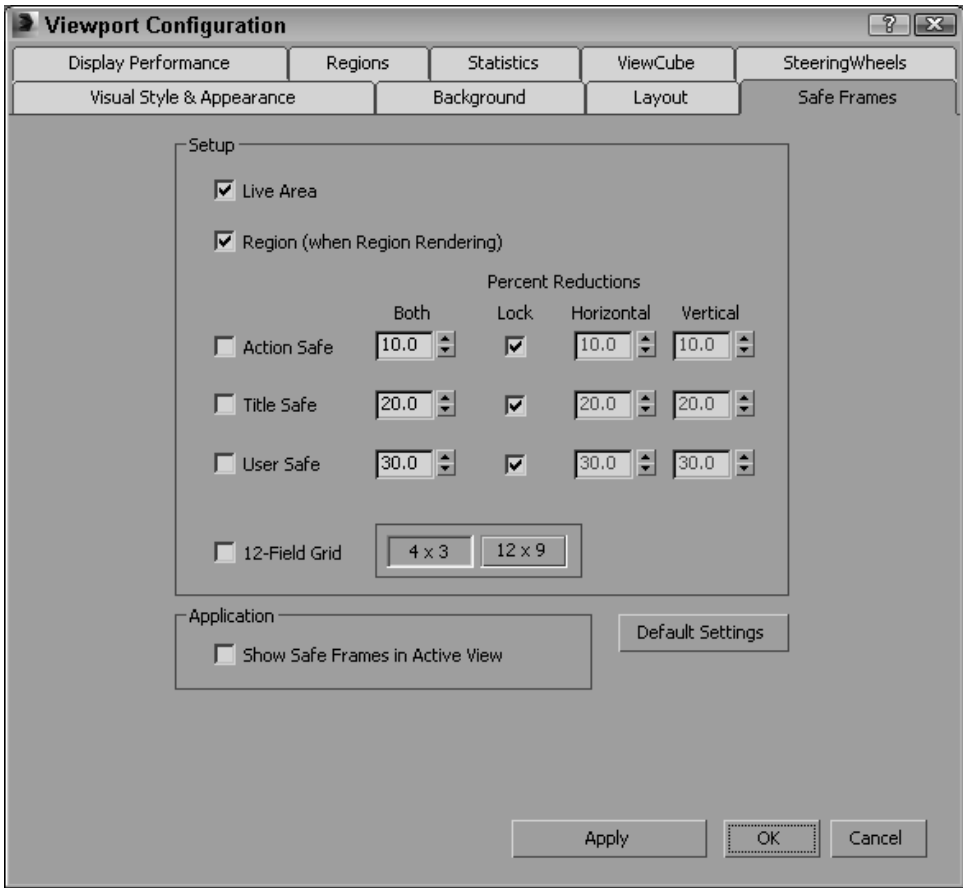 Viewport Configuration
Display Performance Regions Statistics ViewCube SteeringWheels
Visual Style & Appearance Background Layout Safe Frames
Setup
Live Area
Region (when Region Rendering)
Percent Reductions
Both Lock Horizontal Vertical
Action Safe 10.0 10.0 10.0
Title Safe 20.0 20.0 20.0
User Safe 30.0 30.0 30.0
12-Field Grid 4 x 3 12 x 9
Application
Show Safe Frames in Active View
Default Settings
Apply OK Cancel